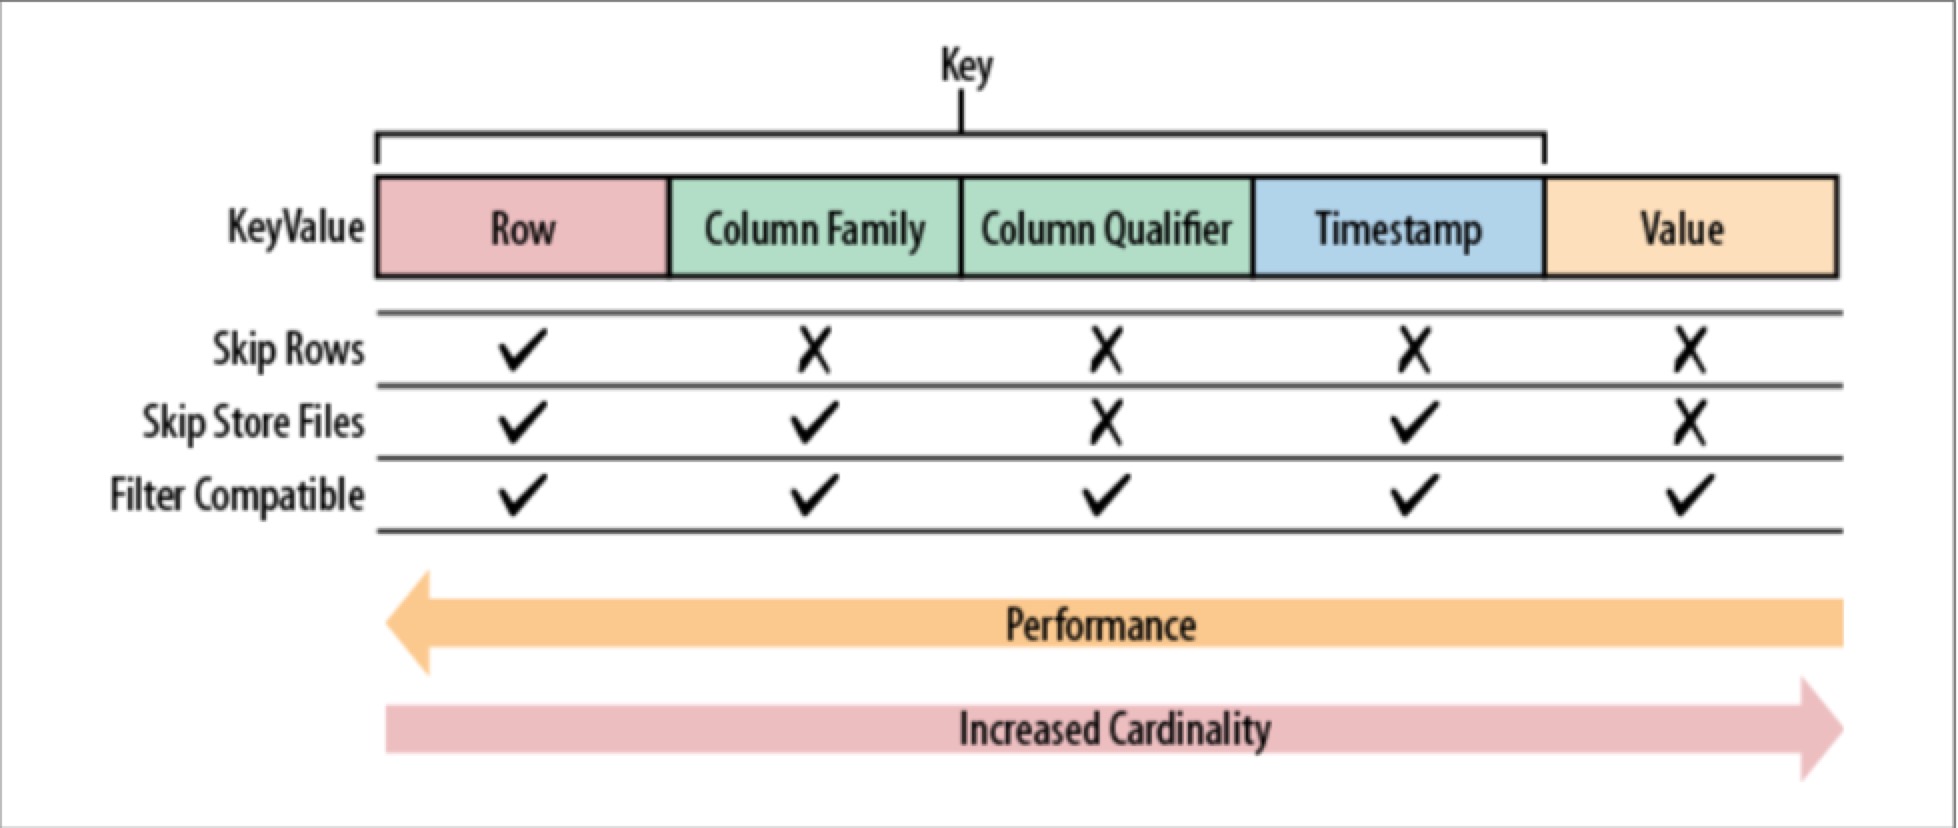 Key
KeyValue Row Column Family Column Qualifier Timestamp Value
Skip Rows ✓ X X X X
Skip Store Files ✓ ✓ X ✓ X
Filter Compatible ✓ ✓ ✓ ✓ ✓
Performance
Increased Cardinality